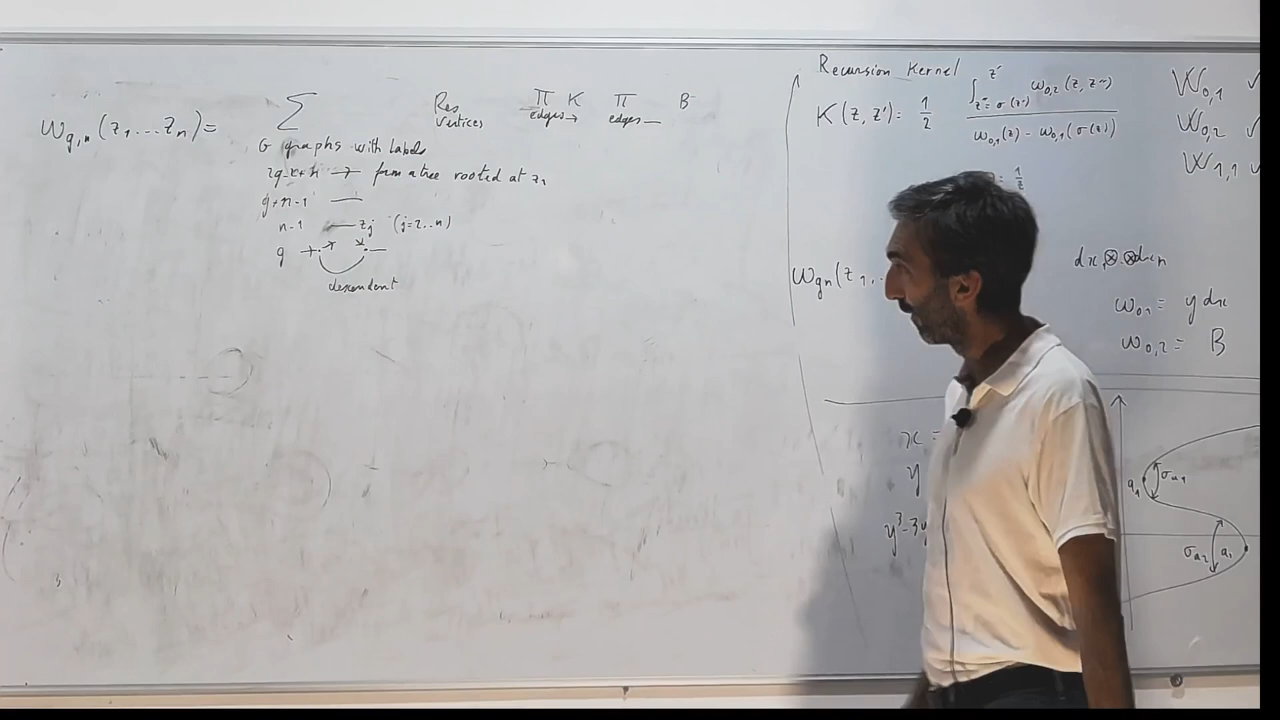 ω_{g,n}(z_1...z_n) = Σ Res vertices Π K edges→ Π B edges—
G graphs with labels
2g-2+n → form a tree rooted at z_1
g+n-1 —
n-1 — z_j (j=2..n)
g
descendent
Recursion Kernel
K(z,z') = 1/2 ∫_{z''=σ(z')}^{z'} ω_{0,2}(z,z'') / ω_{0,1}(z) - ω_{0,1}(σ(z))
= 1/z
ω_{gn}(z_1,.
dx_1⊗..⊗dx_n
ω_{01} = y dx
ω_{0,2} = B
W_{0,1} ✓
W_{0,2} ✓
W_{1,1} ✓
x =
y
y^3-3y
a_1 σ_{a_1}
σ_{a_2} a_1